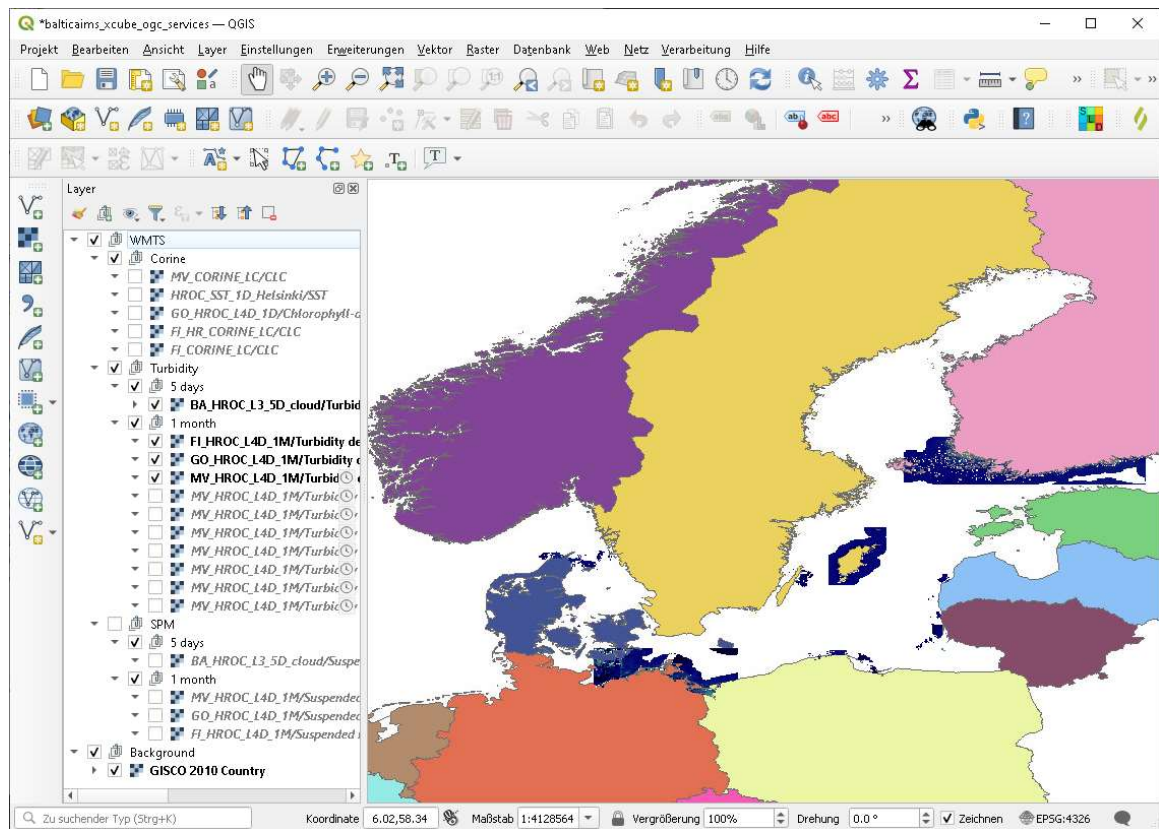 *balticaims_xcube_ogc_services — QGIS
Projekt Bearbeiten Ansicht Layer Einstellungen Erweiterungen Vektor Raster Datenbank Web Netz Verarbeitung Hilfe
Layer
WMTS
Corine
MV_CORINE_LC/CLC
HROC_SST_1D_Helsinki/SST
GO_HROC_L4D_1D/Chlorophyll-a
FI_HR_CORINE_LC/CLC
FI_CORINE_LC/CLC
Turbidity
5 days
BA_HROC_L3_5D_cloud/Turbid
1 month
FI_HROC_L4D_1M/Turbidity de
GO_HROC_L4D_1M/Turbidity
MV_HROC_L4D_1M/Turbid
MV_HROC_L4D_1M/Turbic
MV_HROC_L4D_1M/Turbic
MV_HROC_L4D_1M/Turbic
MV_HROC_L4D_1M/Turbic
MV_HROC_L4D_1M/Turbic
MV_HROC_L4D_1M/Turbic
MV_HROC_L4D_1M/Turbic
SPM
5 days
BA_HROC_L3_5D_cloud/Suspe
1 month
MV_HROC_L4D_1M/Suspended
GO_HROC_L4D_1M/Suspended
FI_HROC_L4D_1M/Suspended
Background
GISCO 2010 Country
Zu suchender Typ (Strg+K) Koordinate 6.02,58.34 Maßstab 1:4128564 Vergrößerung 100% Drehung 0.0 ° Zeichnen EPSG:4326